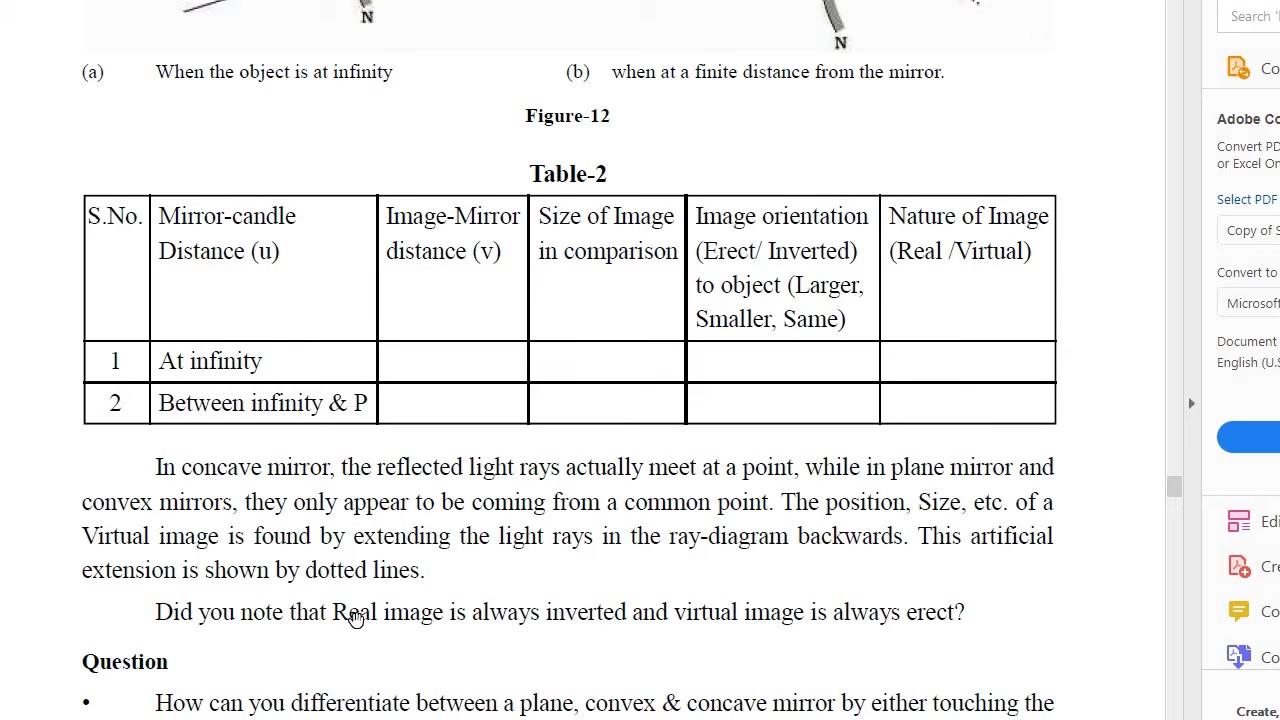 N
N
(a) When the object is at infinity (b) when at a finite distance from the mirror.
Figure-12
Table-2
S.No. Mirror-candle Image-Mirror Size of Image Image orientation Nature of Image
Distance (u) distance (v) in comparison (Erect/ Inverted) (Real /Virtual)
to object (Larger,
Smaller, Same)
1 At infinity
2 Between infinity & P
In concave mirror, the reflected light rays actually meet at a point, while in plane mirror and
convex mirrors, they only appear to be coming from a common point. The position, Size, etc. of a
Virtual image is found by extending the light rays in the ray-diagram backwards. This artificial
extension is shown by dotted lines.
Did you note that Real image is always inverted and virtual image is always erect?
Question
• How can you differentiate between a plane, convex & concave mirror by either touching the
Search '
Co
Adobe Co
Convert PD
or Excel On
Select PDF
Copy of S
Convert to
Microsoft
Document
English (U.S
Edi
Cre
Co
Co
Create,